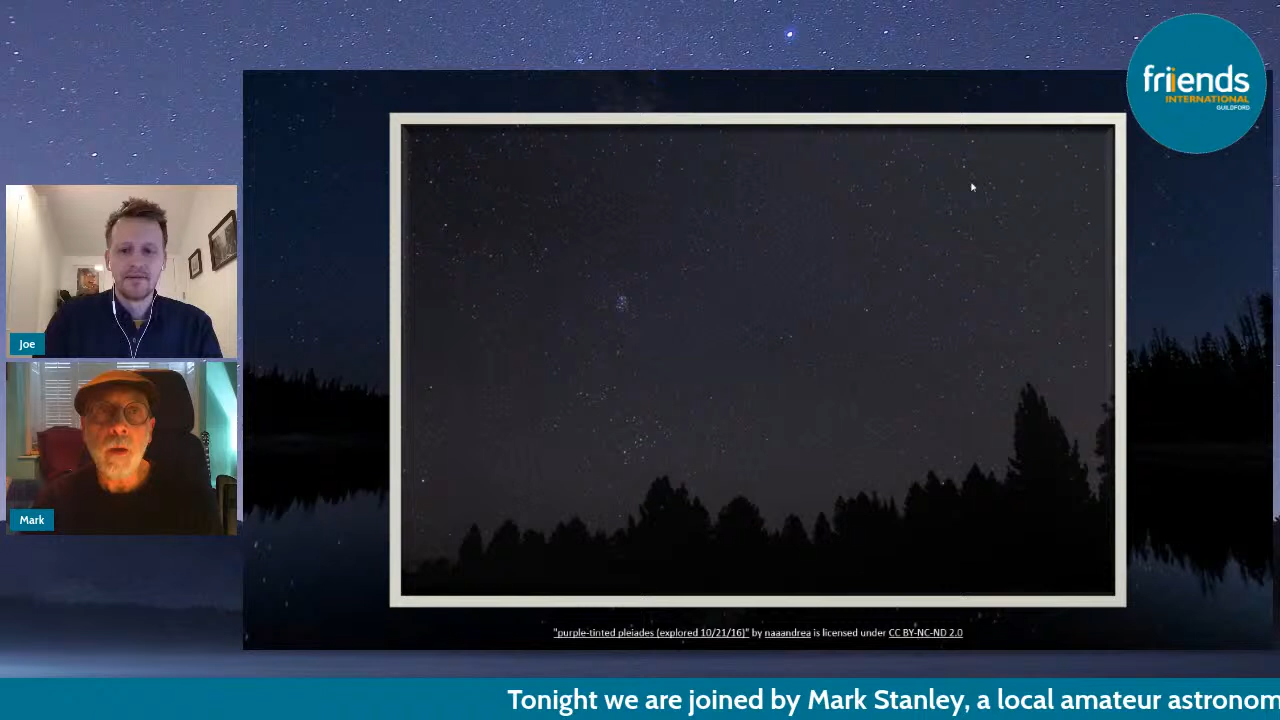 friends
INTERNATIONAL
GUILDFORD
Joe
Mark
"purple-tinted pleiades (explored 10/21/16)" by naaandrea is licensed under CC BY-NC-ND 2.0
Tonight we are joined by Mark Stanley, a local amateur astronom